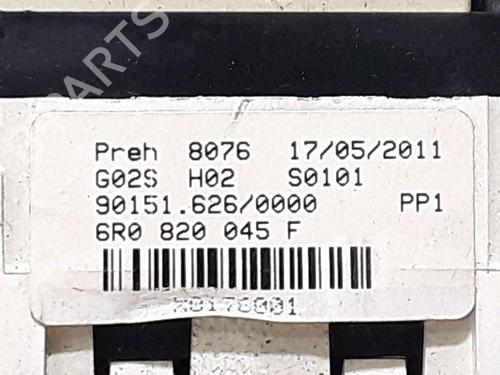 Preh 8076 17/05/2011
G02S H02 S0101
90151.626/0000 PP1
6R0 820 045 F